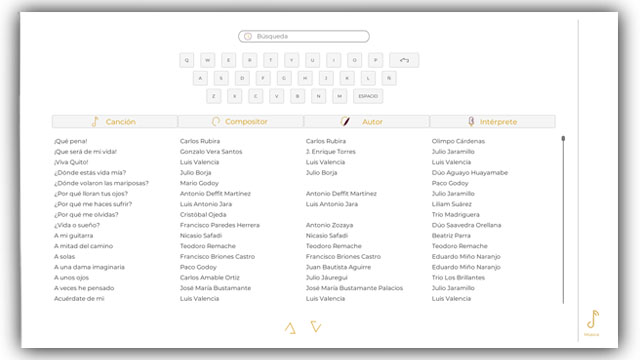 Búsqueda
Q W E R T Y U I O P
A S D F G H J K L Ñ
Z X C V B N M ESPACIO
Canción Compositor Autor Intérprete
¡Qué pena! Carlos Rubira Carlos Rubira Olimpo Cárdenas
¡Que será de mi vida! Gonzalo Vera Santos J. Enrique Torres Julio Jaramillo
¡Viva Quito! Luis Valencia Luis Valencia Luis Valencia
¿Dónde estás vida mía? Julio Borja Julio Borja Dúo Aguayo Huayamabe
¿Dónde volaron las mariposas? Mario Godoy Paco Godoy
¿Por qué lloran tus ojos? Antonio Deffit Martínez Antonio Deffit Martínez Julio Jaramillo
¿Por qué me haces sufrir? Luis Antonio Jara Luis Antonio Jara Liliam Suárez
¿Por qué me olvidas? Cristóbal Ojeda Trío Madriguera
¿Vida o sueño? Francisco Paredes Herrera Antonio Zozaya Dúo Saavedra Orellana
A mi guitarra Nicasio Safadi Nicasio Safadi Beatriz Parra
A mitad del camino Teodoro Remache Teodoro Remache Teodoro Remache
A solas Francisco Briones Castro Francisco Briones Castro Eduardo Miño Naranjo
A una dama imaginaria Paco Godoy Juan Bautista Aguirre Eduardo Miño Naranjo
A unos ojos Carlos Amable Ortiz Julio Jáuregui Trio Los Brillantes
A veces he pensado José María Bustamante José María Bustamante Palacios Julio Jaramillo
Acuérdate de mi Luis Valencia Luis Valencia Luis Valencia
Música